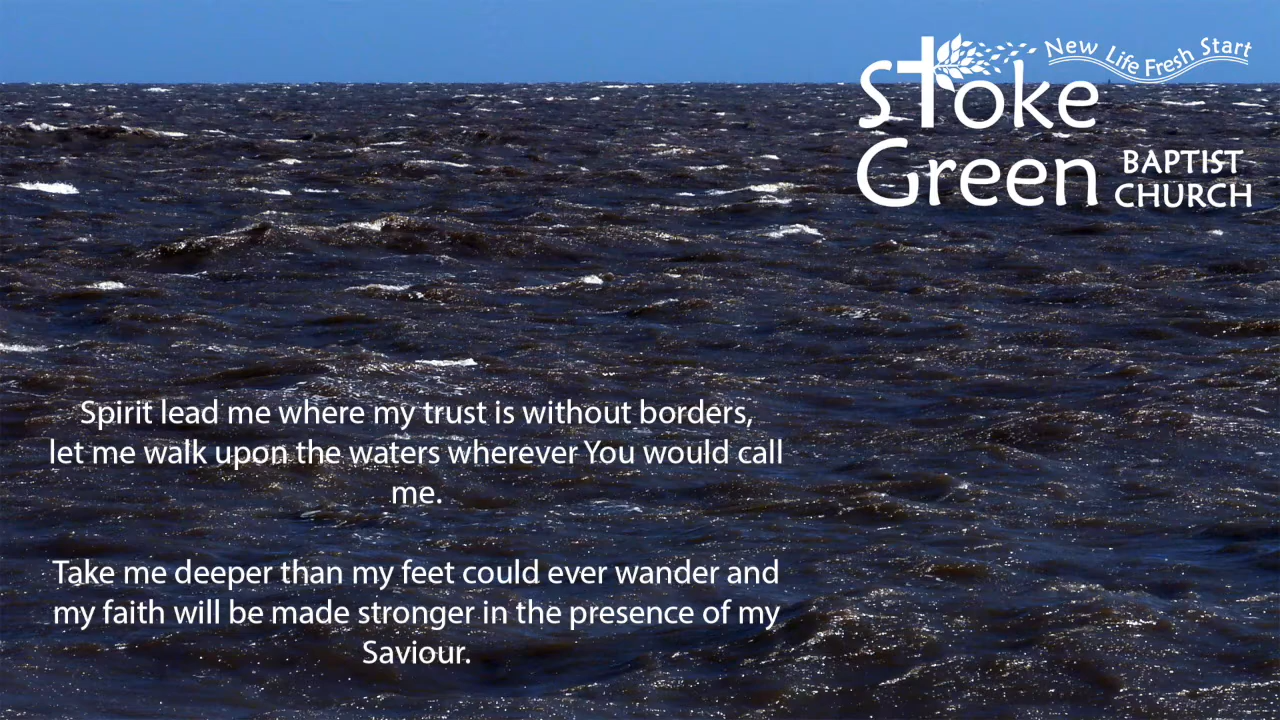 New Life Fresh Start
Stoke
Green BAPTIST
CHURCH
Spirit lead me where my trust is without borders,
let me walk upon the waters wherever You would call
me.
Take me deeper than my feet could ever wander and
my faith will be made stronger in the presence of my
Saviour.